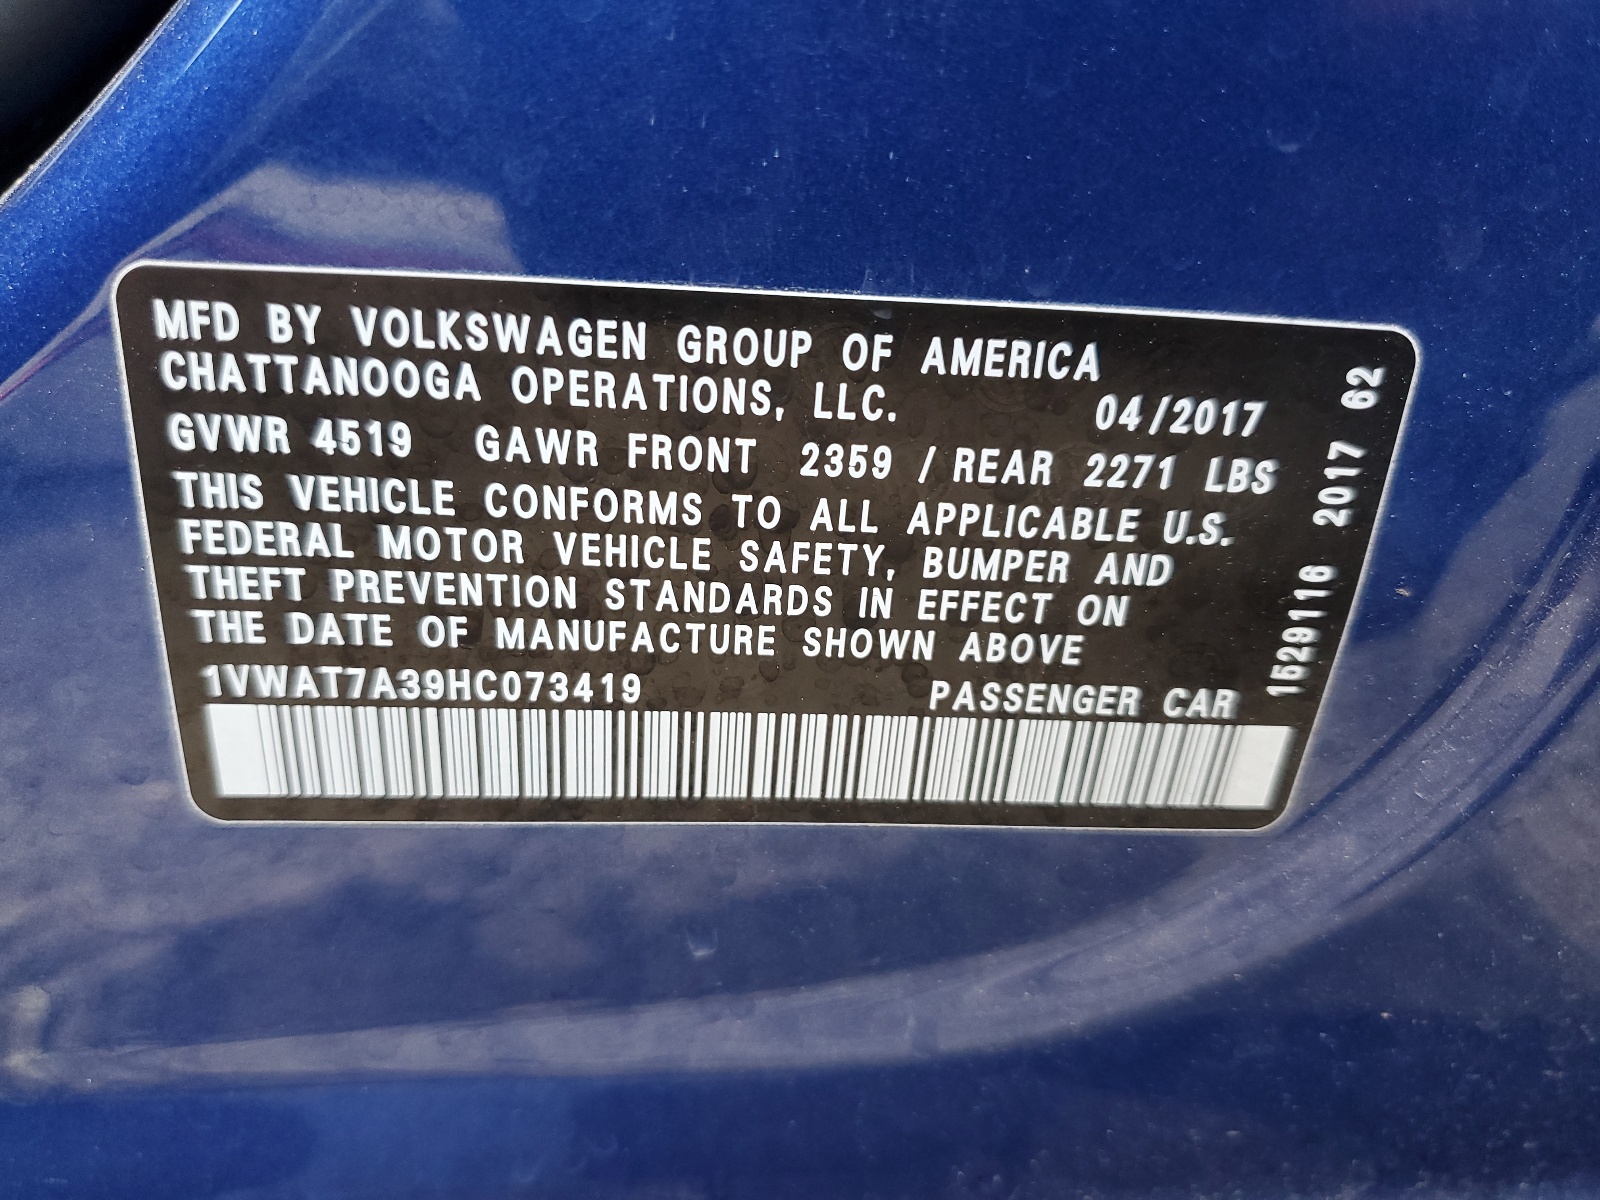 MFD BY VOLKSWAGEN GROUP OF AMERICA
CHATTANOOGA OPERATIONS, LLC. 04/2017
GVWR 4519 GAWR FRONT 2359 / REAR 2271 LBS
THIS VEHICLE CONFORMS TO ALL APPLICABLE U.S.
FEDERAL MOTOR VEHICLE SAFETY, BUMPER AND
THEFT PREVENTION STANDARDS IN EFFECT ON
THE DATE OF MANUFACTURE SHOWN ABOVE
1VWAT7A39HC073419 PASSENGER CAR
1529116 2017 62